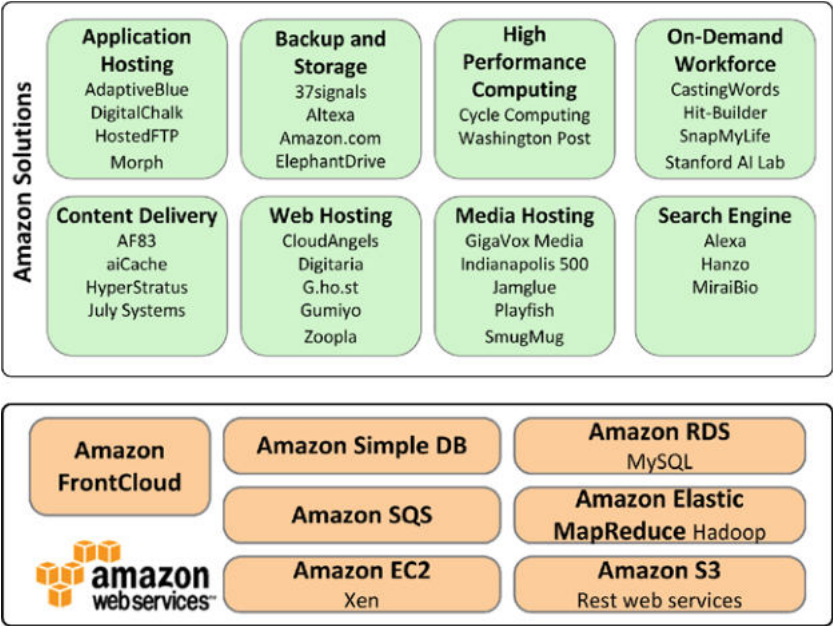 Amazon Solutions
Application
Hosting
AdaptiveBlue
DigitalChalk
HostedFTP
Morph
Backup and
Storage
37signals
Altexa
Amazon.com
ElephantDrive
High
Performance
Computing
Cycle Computing
Washington Post
On-Demand
Workforce
CastingWords
Hit-Builder
SnapMyLife
Stanford AI Lab
Content Delivery
AF83
aiCache
HyperStratus
July Systems
Web Hosting
CloudAngels
Digitaria
G.ho.st
Gumiyo
Zoopla
Media Hosting
GigaVox Media
Indianapolis 500
Jamglue
Playfish
SmugMug
Search Engine
Alexa
Hanzo
MiraiBio
Amazon
FrontCloud
Amazon Simple DB
Amazon RDS
MySQL
Amazon SQS
Amazon Elastic
MapReduce Hadoop
amazon
webservices™
Amazon EC2
Xen
Amazon S3
Rest web services